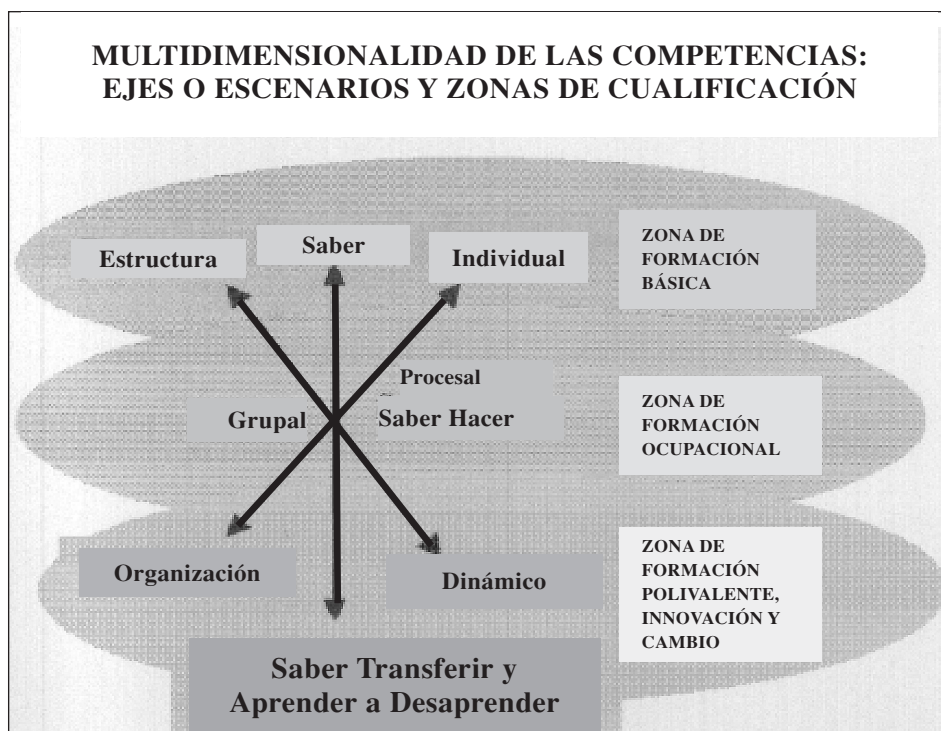 MULTIDIMENSIONALIDAD DE LAS COMPETENCIAS:
EJES O ESCENARIOS Y ZONAS DE CUALIFICACIÓN
Estructura
Saber
Individual
ZONA DE
FORMACIÓN
BÁSICA
Procesal
Grupal
Saber Hacer
ZONA DE
FORMACIÓN
OCUPACIONAL
Organización
Dinámico
ZONA DE
FORMACIÓN
POLIVALENTE,
INNOVACIÓN Y
CAMBIO
Saber Transferir y
Aprender a Desaprender